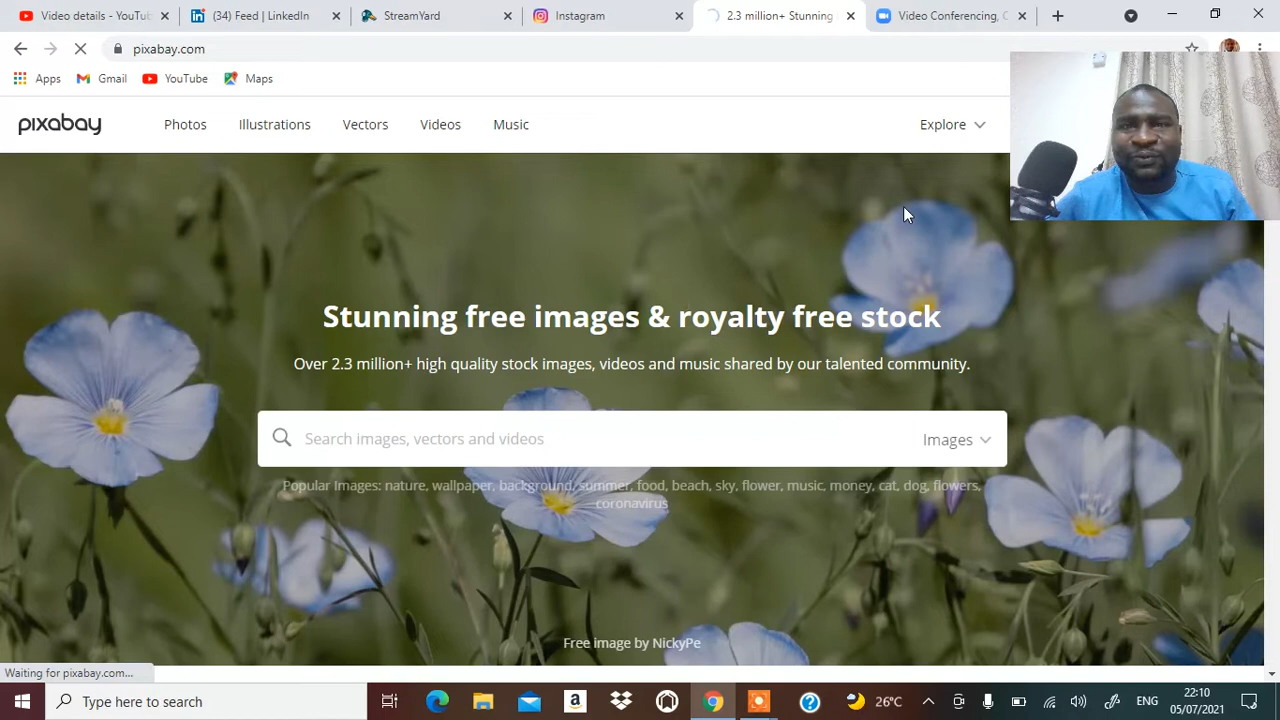 Video details - YouTu
(34) Feed | LinkedIn
StreamYard
Instagram
2.3 million+ Stunning
Video Conferencing, C
pixabay.com
Apps
Gmail
YouTube
Maps
pixabay
Photos
Illustrations
Vectors
Videos
Music
Explore
Stunning free images & royalty free stock
Over 2.3 million+ high quality stock images, videos and music shared by our talented community.
Search images, vectors and videos
Images
Popular Images: nature, wallpaper, background, summer, food, beach, sky, flower, music, money, cat, dog, flowers,
coronavirus
Free image by NickyPe
Waiting for pixabay.com...
Type here to search
26°C
ENG
22:10
05/07/2021